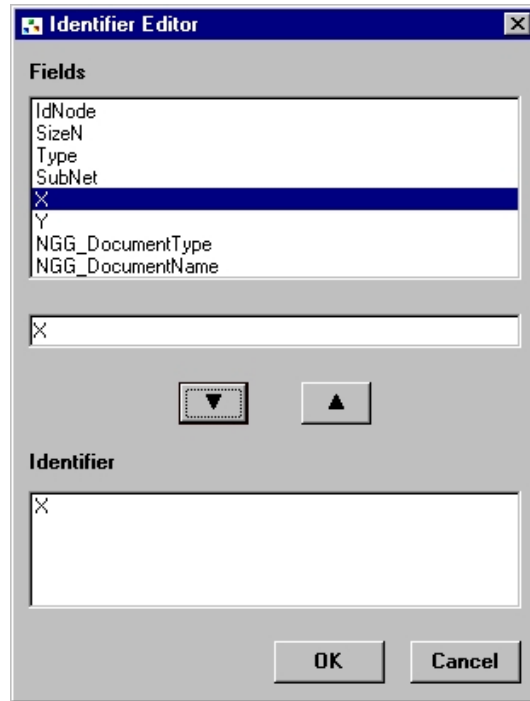 Identifier Editor
Fields
IdNode
SizeN
Type
SubNet
X
Y
NGG_DocumentType
NGG_DocumentName
X
Identifier
X
OK Cancel